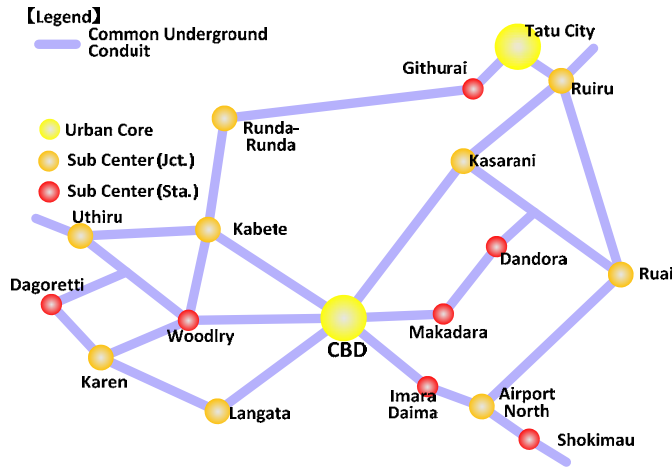 【Legend】
Common Underground
Conduit
Tatu City
Githurai
Ruiru
Urban Core
Runda-
Runda
Sub Center(Jct.)
Kasarani
Sub Center(Sta.)
Uthiru
Kabete
Dandora
Ruai
Dagoretti
Woodlry
Makadara
CBD
Karen
Imara
Daima
Airport
North
Langata
Shokimau